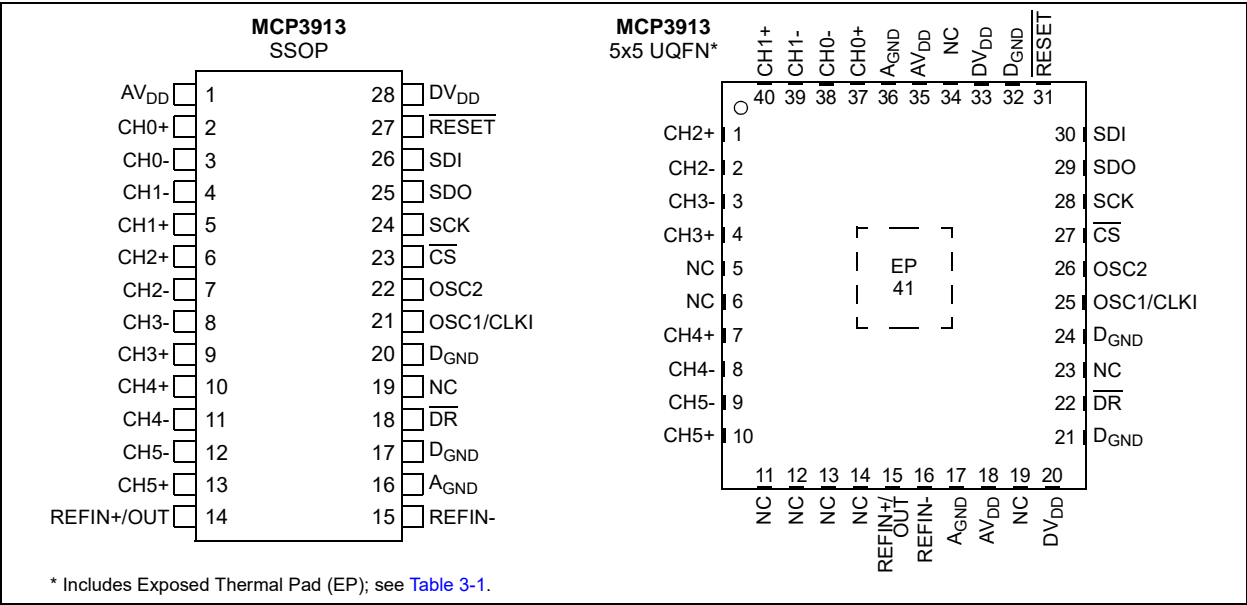 MCP3913
SSOP
AVDD 1
CH0+ 2
CH0- 3
CH1- 4
CH1+ 5
CH2+ 6
CH2- 7
CH3- 8
CH3+ 9
CH4+ 10
CH4- 11
CH5- 12
CH5+ 13
REFIN+/OUT 14
28 DVDD
27 RESET
26 SDI
25 SDO
24 SCK
23 CS
22 OSC2
21 OSC1/CLKI
20 DGND
19 NC
18 DR
17 DGND
16 AGND
15 REFIN-
MCP3913
5x5 UQFN*
CH1+ 40
CH1- 39
CH0- 38
CH0+ 37
AGND 36
AVDD 35
NC 34
DVDD 33
DGND 32
RESET 31
CH2+ 1
CH2- 2
CH3- 3
CH3+ 4
NC 5
NC 6
CH4+ 7
CH4- 8
CH5- 9
CH5+ 10
EP
41
30 SDI
29 SDO
28 SCK
27 CS
26 OSC2
25 OSC1/CLKI
24 DGND
23 NC
22 DR
21 DGND
11 NC
12 NC
13 NC
14 NC
15 REFIN+/
OUT
16 REFIN-
17 AGND
18 AVDD
19 NC
20 DVDD
* Includes Exposed Thermal Pad (EP); see Table 3-1.